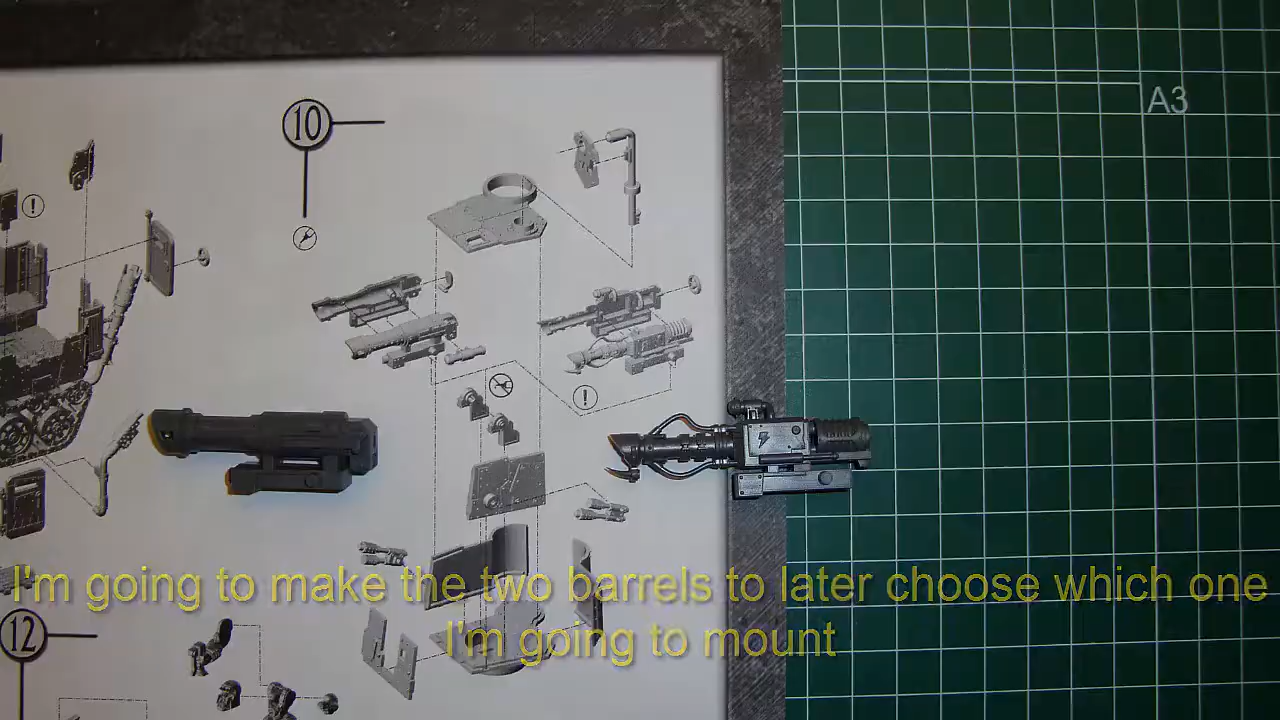 10
A3
!
!
I'm going to make the two barrels to later choose which one
I'm going to mount
12